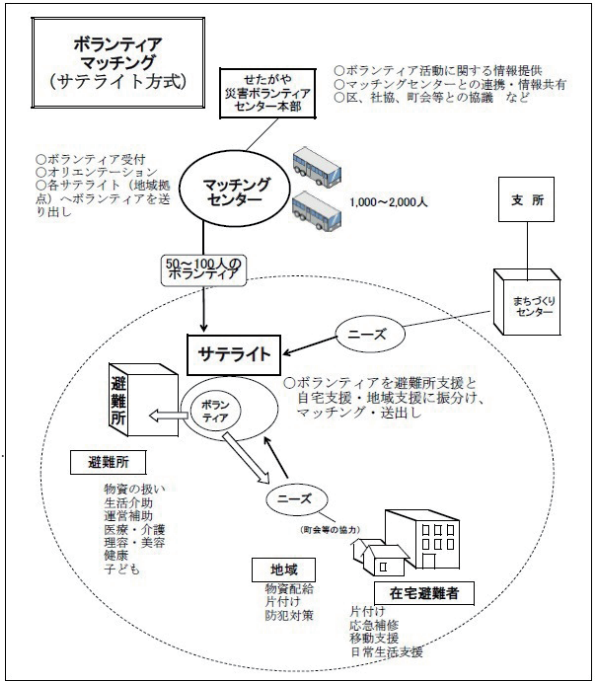 ボランティア
マッチング
（サテライト方式）
せたがや
災害ボランティア
センター本部
○ボランティア活動に関する情報提供
○マッチングセンターとの連携・情報共有
○区、社協、町会等との協議　など
○ボランティア受付
○オリエンテーション
○各サテライト（地域拠
点）へボランティアを送
り出し
マッチング
センター
1,000～2,000人
支　所
50～100人の
ボランティア
まちづくり
センター
ニーズ
サテライト
○ボランティアを避難所支援と
自宅支援・地域支援に振分け、
マッチング・送出し
避難所
ボラン
ティア
避難所
物資の扱い
生活介助
運営補助
医療・介護
理容・美容
健康
子ども
ニーズ
（町会等の協力）
地域
物資配給
片付け
防犯対策
在宅避難者
片付け
応急補修
移動支援
日常生活支援